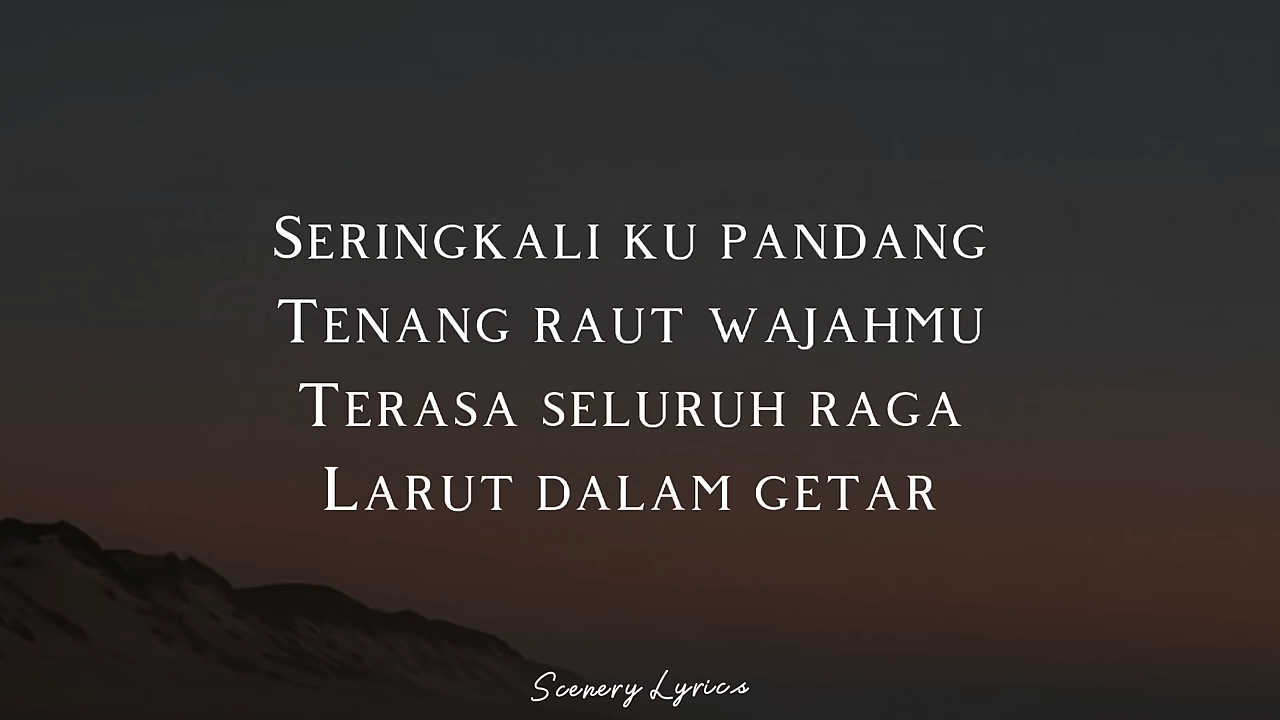 Seringkali ku pandang
Tenang raut wajahmu
Terasa seluruh raga
Larut dalam getar
Scenery Lyrics